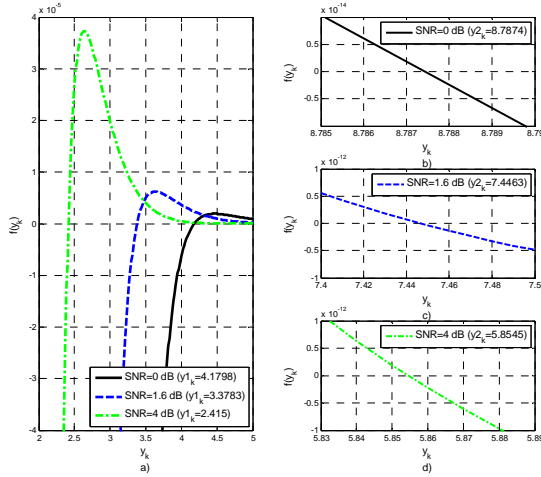 x 10^-5
4
3
2
1
0
-1
-2
-3
-4
f(y_k)
SNR=0 dB (y1_k=4.1798)
SNR=1.6 dB (y1_k=3.3783)
SNR=4 dB (y1_k=2.415)
2 2.5 3 3.5 4 4.5 5
y_k
a)
x 10^-14
1
0.5
0
-0.5
f(y_k)
SNR=0 dB (y2_k=8.7874)
8.785 8.786 8.787 8.788 8.789 8.79
y_k
b)
x 10^-12
1
0.5
0
-0.5
-1
f(y_k)
SNR=1.6 dB (y2_k=7.4463)
7.4 7.42 7.44 7.46 7.48 7.5
y_k
c)
x 10^-12
1
0.5
0
-0.5
-1
f(y_k)
SNR=4 dB (y2_k=5.8545)
5.83 5.84 5.85 5.86 5.87 5.88 5.89
y_k
d)